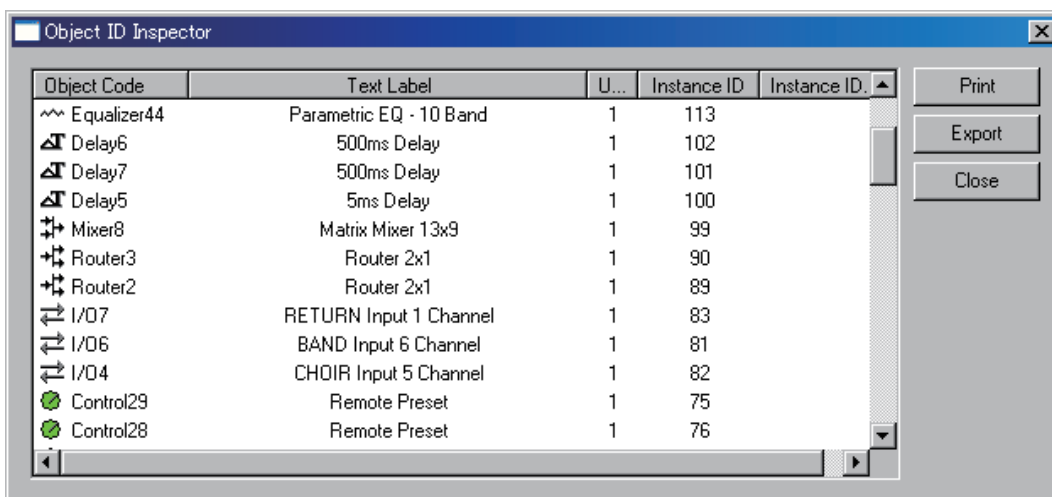 Object ID Inspector
Object Code Text Label U... Instance ID Instance ID.
Equalizer44 Parametric EQ - 10 Band 1 113
Delay6 500ms Delay 1 102
Delay7 500ms Delay 1 101
Delay5 5ms Delay 1 100
Mixer8 Matrix Mixer 13x9 1 99
Router3 Router 2x1 1 90
Router2 Router 2x1 1 89
I/O7 RETURN Input 1 Channel 1 83
I/O6 BAND Input 6 Channel 1 81
I/O4 CHOIR Input 5 Channel 1 82
Control29 Remote Preset 1 75
Control28 Remote Preset 1 76
Print
Export
Close